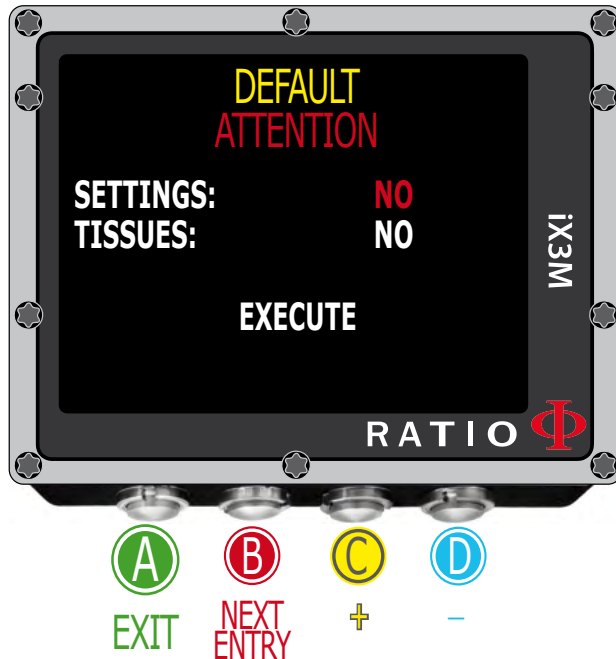 DEFAULT
ATTENTION
SETTINGS: NO
TISSUES: NO
EXECUTE
iX3M
RATIO Φ
A B C D
EXIT NEXT ENTRY + –